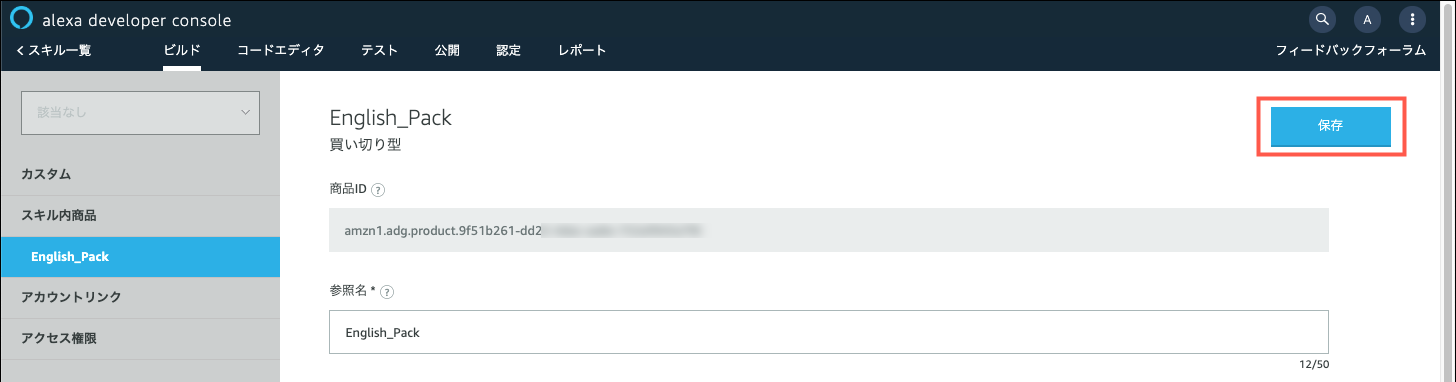 alexa developer console
A
スキル一覧 ビルド コードエディタ テスト 公開 認定 レポート フィードバックフォーラム
該当なし
カスタム
スキル内商品
English_Pack
アカウントリンク
アクセス権限
English_Pack
買い切り型
保存
商品ID ?
amzn1.adg.product.9f51b261-dd2
参照名 * ?
English_Pack
12/50